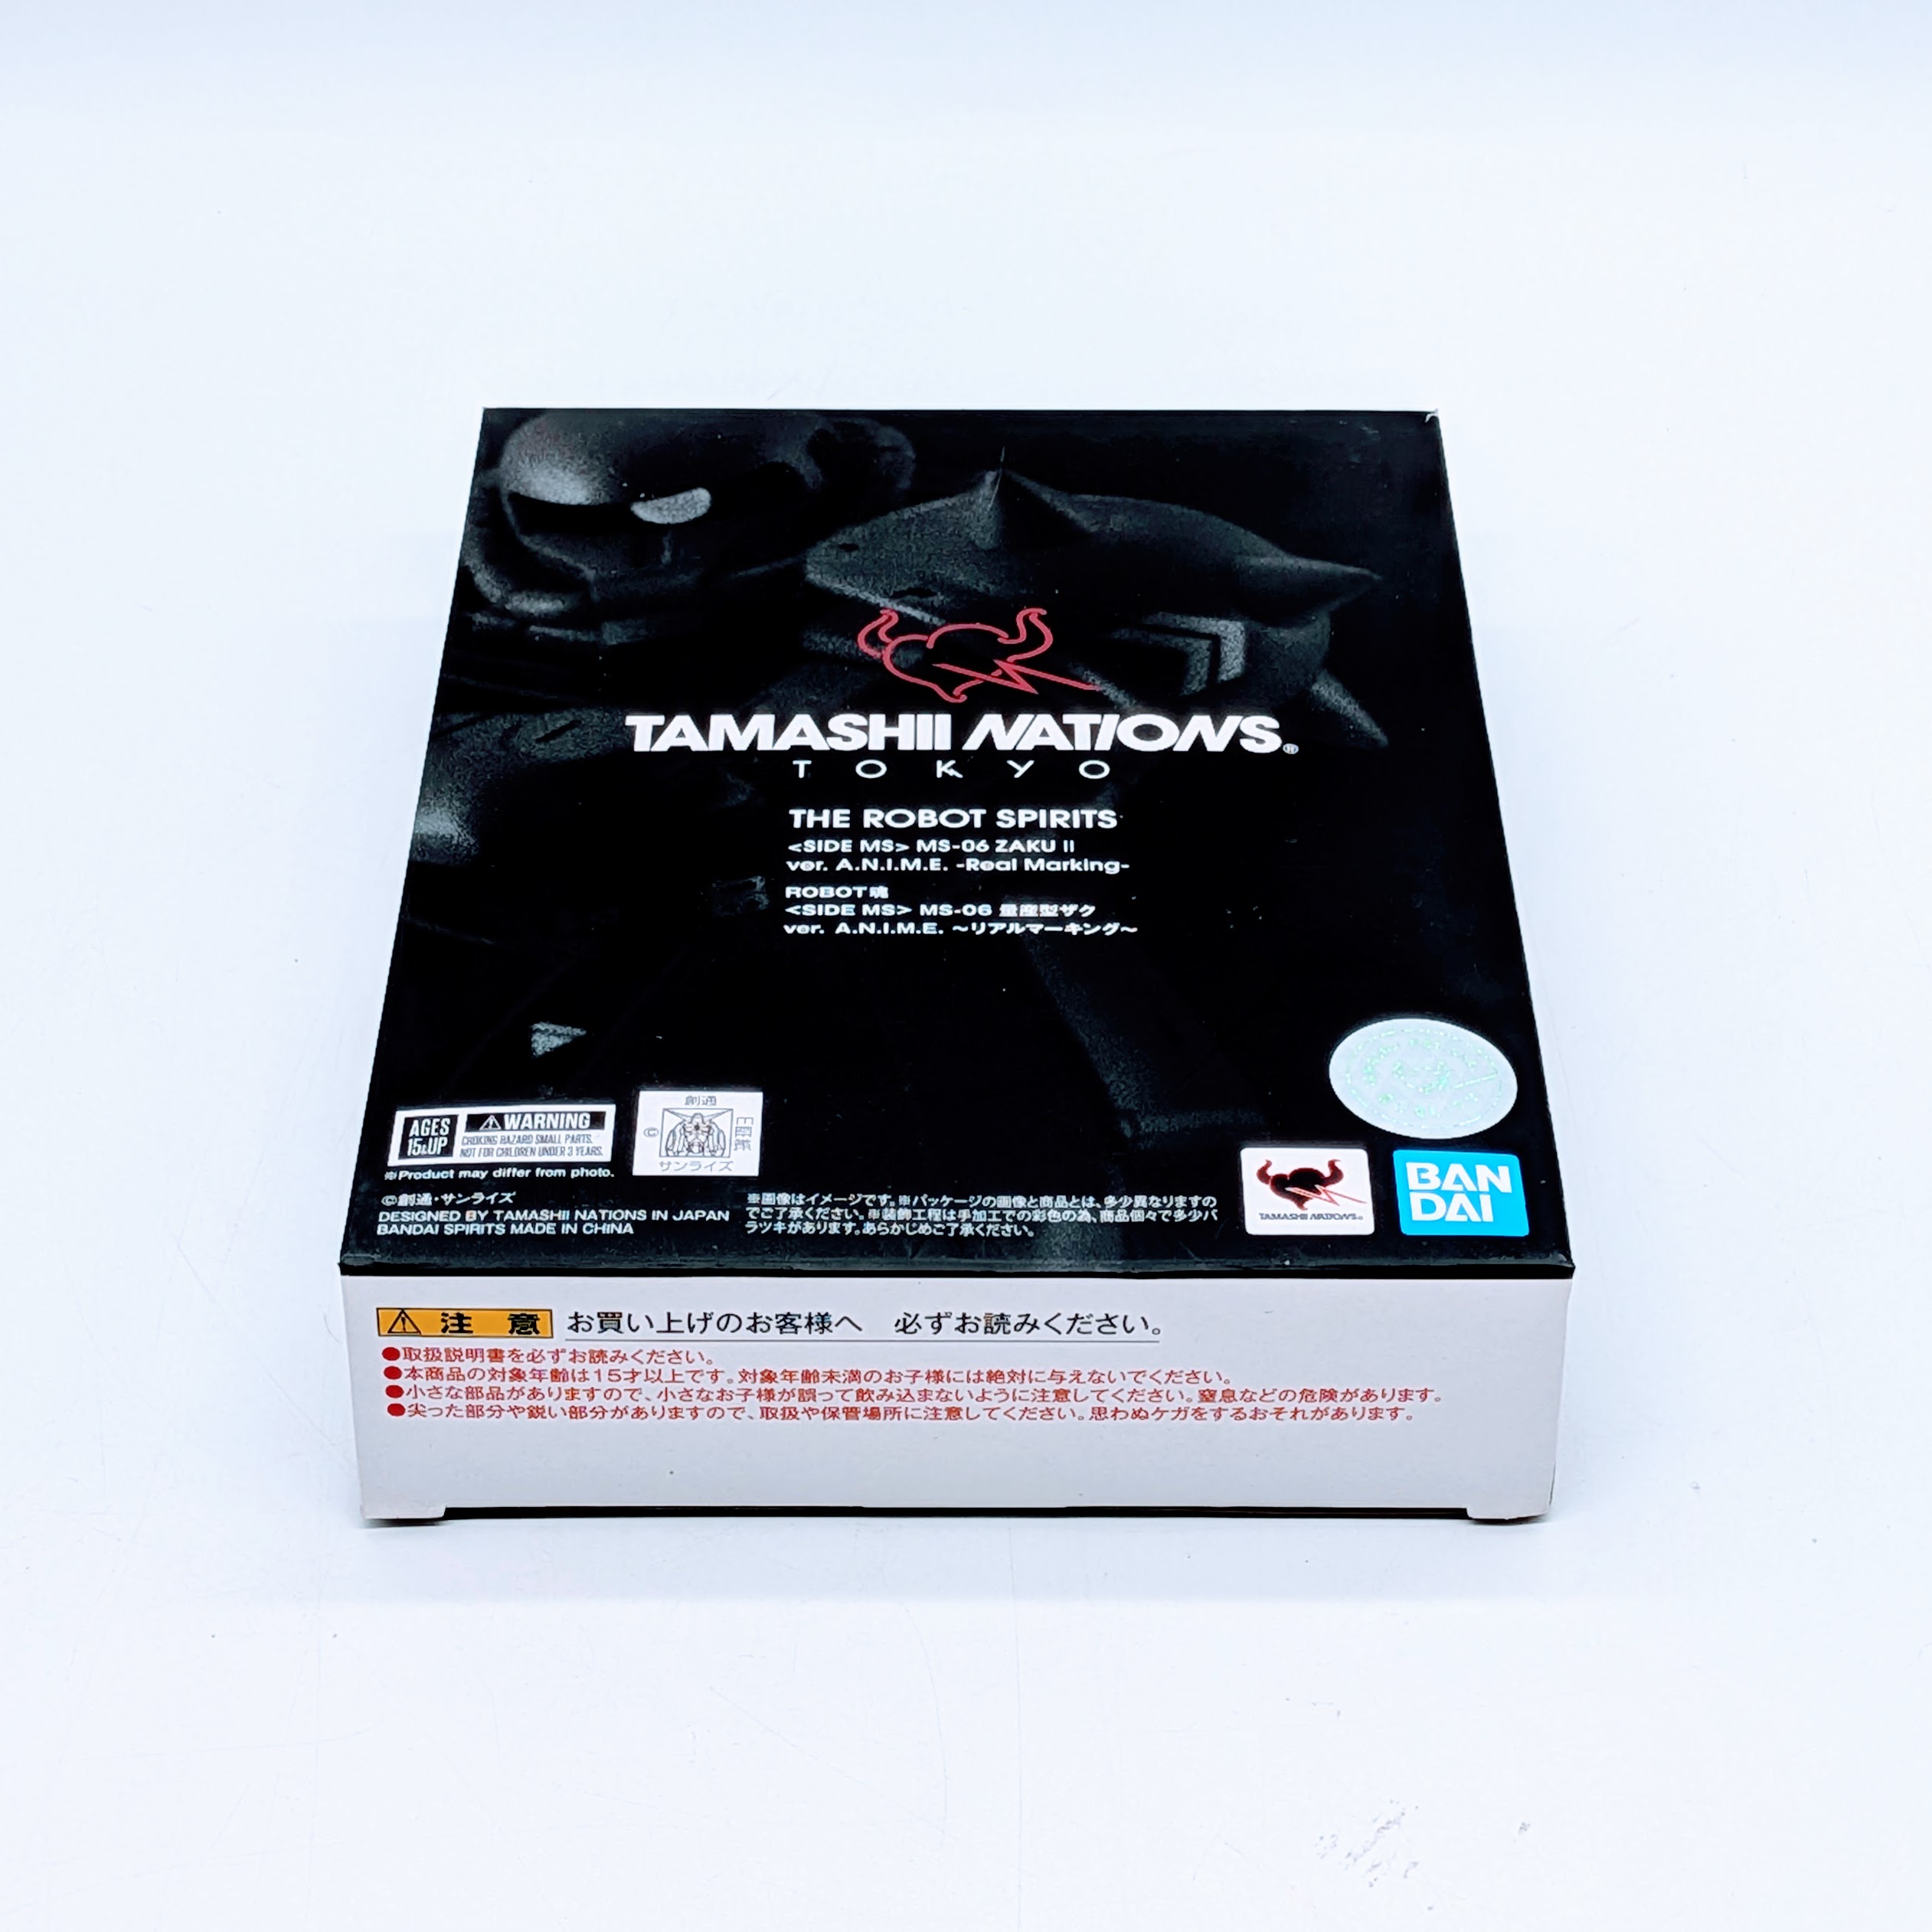 TAMASHII NATIONS®
TOKYO
THE ROBOT SPIRITS
<SIDE MS> MS-06 ZAKU II
ver. A.N.I.M.E. -Real Marking-
ROBOT魂
<SIDE MS> MS-06 量産型ザク
ver. A.N.I.M.E. ～リアルマーキング～
AGES
15&UP
⚠WARNING
CHOKING HAZARD SMALL PARTS.
NOT FOR CHILDREN UNDER 3 YEARS.
※Product may differ from photo.
創通
©
サンライズ
©創通・サンライズ
DESIGNED BY TAMASHII NATIONS IN JAPAN
BANDAI SPIRITS MADE IN CHINA
※画像はイメージです。※パッケージの画像と商品とは、多少異なりますの
でご了承ください。※装飾工程は手加工での彩色の為、商品個々で多少バ
ラツキがあります。あらかじめご了承ください。
TAMASHII NATIONS®
BAN
DAI
⚠注 意 お買い上げのお客様へ 必ずお読みください。
●取扱説明書を必ずお読みください。
●本商品の対象年齢は15才以上です。対象年齢未満のお子様には絶対に与えないでください。
●小さな部品がありますので、小さなお子様が誤って飲み込まないように注意してください。窒息などの危険があります。
●尖った部分や鋭い部分がありますので、取扱や保管場所に注意してください。思わぬケガをするおそれがあります。